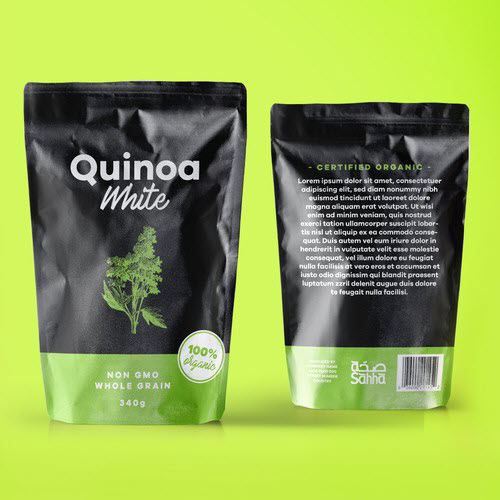 Quinoa
White
100%
organic
NON GMO
WHOLE GRAIN
340g
- CERTIFIED ORGANIC -
Lorem ipsum dolor sit amet, consectetuer
adipiscing elit, sed diam nonummy nibh
euismod tincidunt ut laoreet dolore
magna aliquam erat volutpat. Ut wisi
enim ad minim veniam, quis nostrud
exerci tation ullamcorper suscipit lobor-
tis nisl ut aliquip ex ea commodo conse-
quat. Duis autem vel eum iriure dolor in
hendrerit in vulputate velit esse molestie
consequat, vel illum dolore eu feugiat
nulla facilisis at vero eros et accumsan et
iusto odio dignissim qui blandit praesent
luptatum zzril delenit augue duis dolore
te feugait nulla facilisi.
صحّة
Sahha